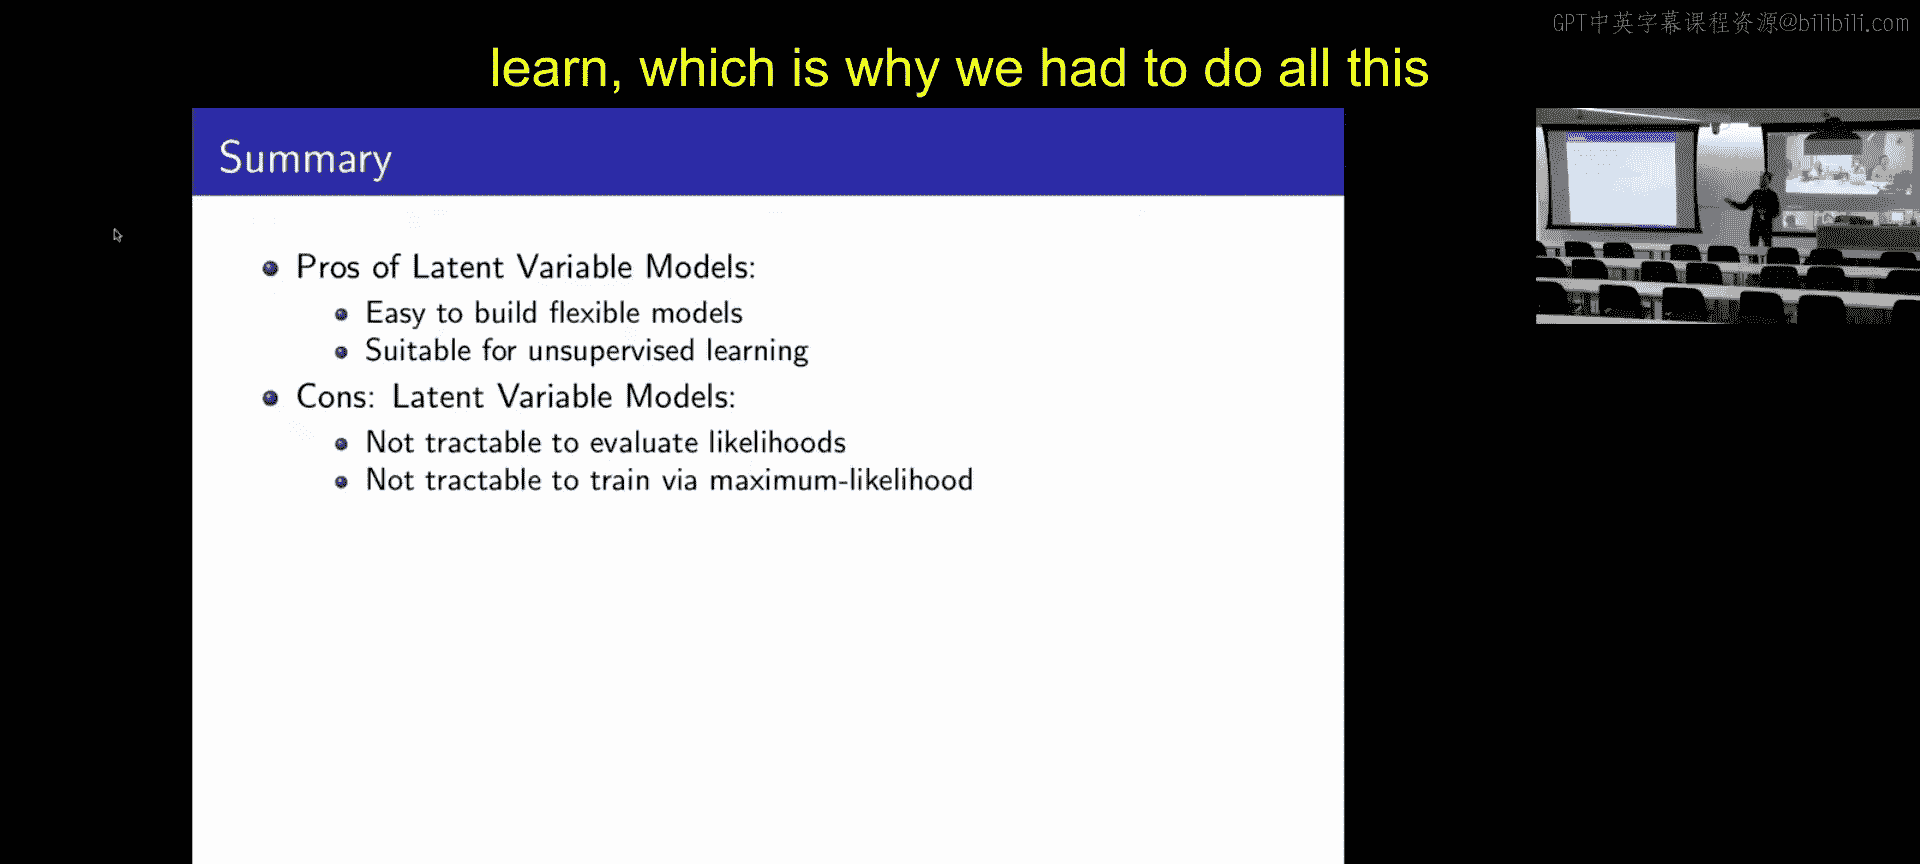 GPT中英字幕课程资源@bilibili.com
learn, which is why we had to do all this
Summary
Pros of Latent Variable Models:
Easy to build flexible models
Suitable for unsupervised learning
Cons: Latent Variable Models:
Not tractable to evaluate likelihoods
Not tractable to train via maximum-likelihood